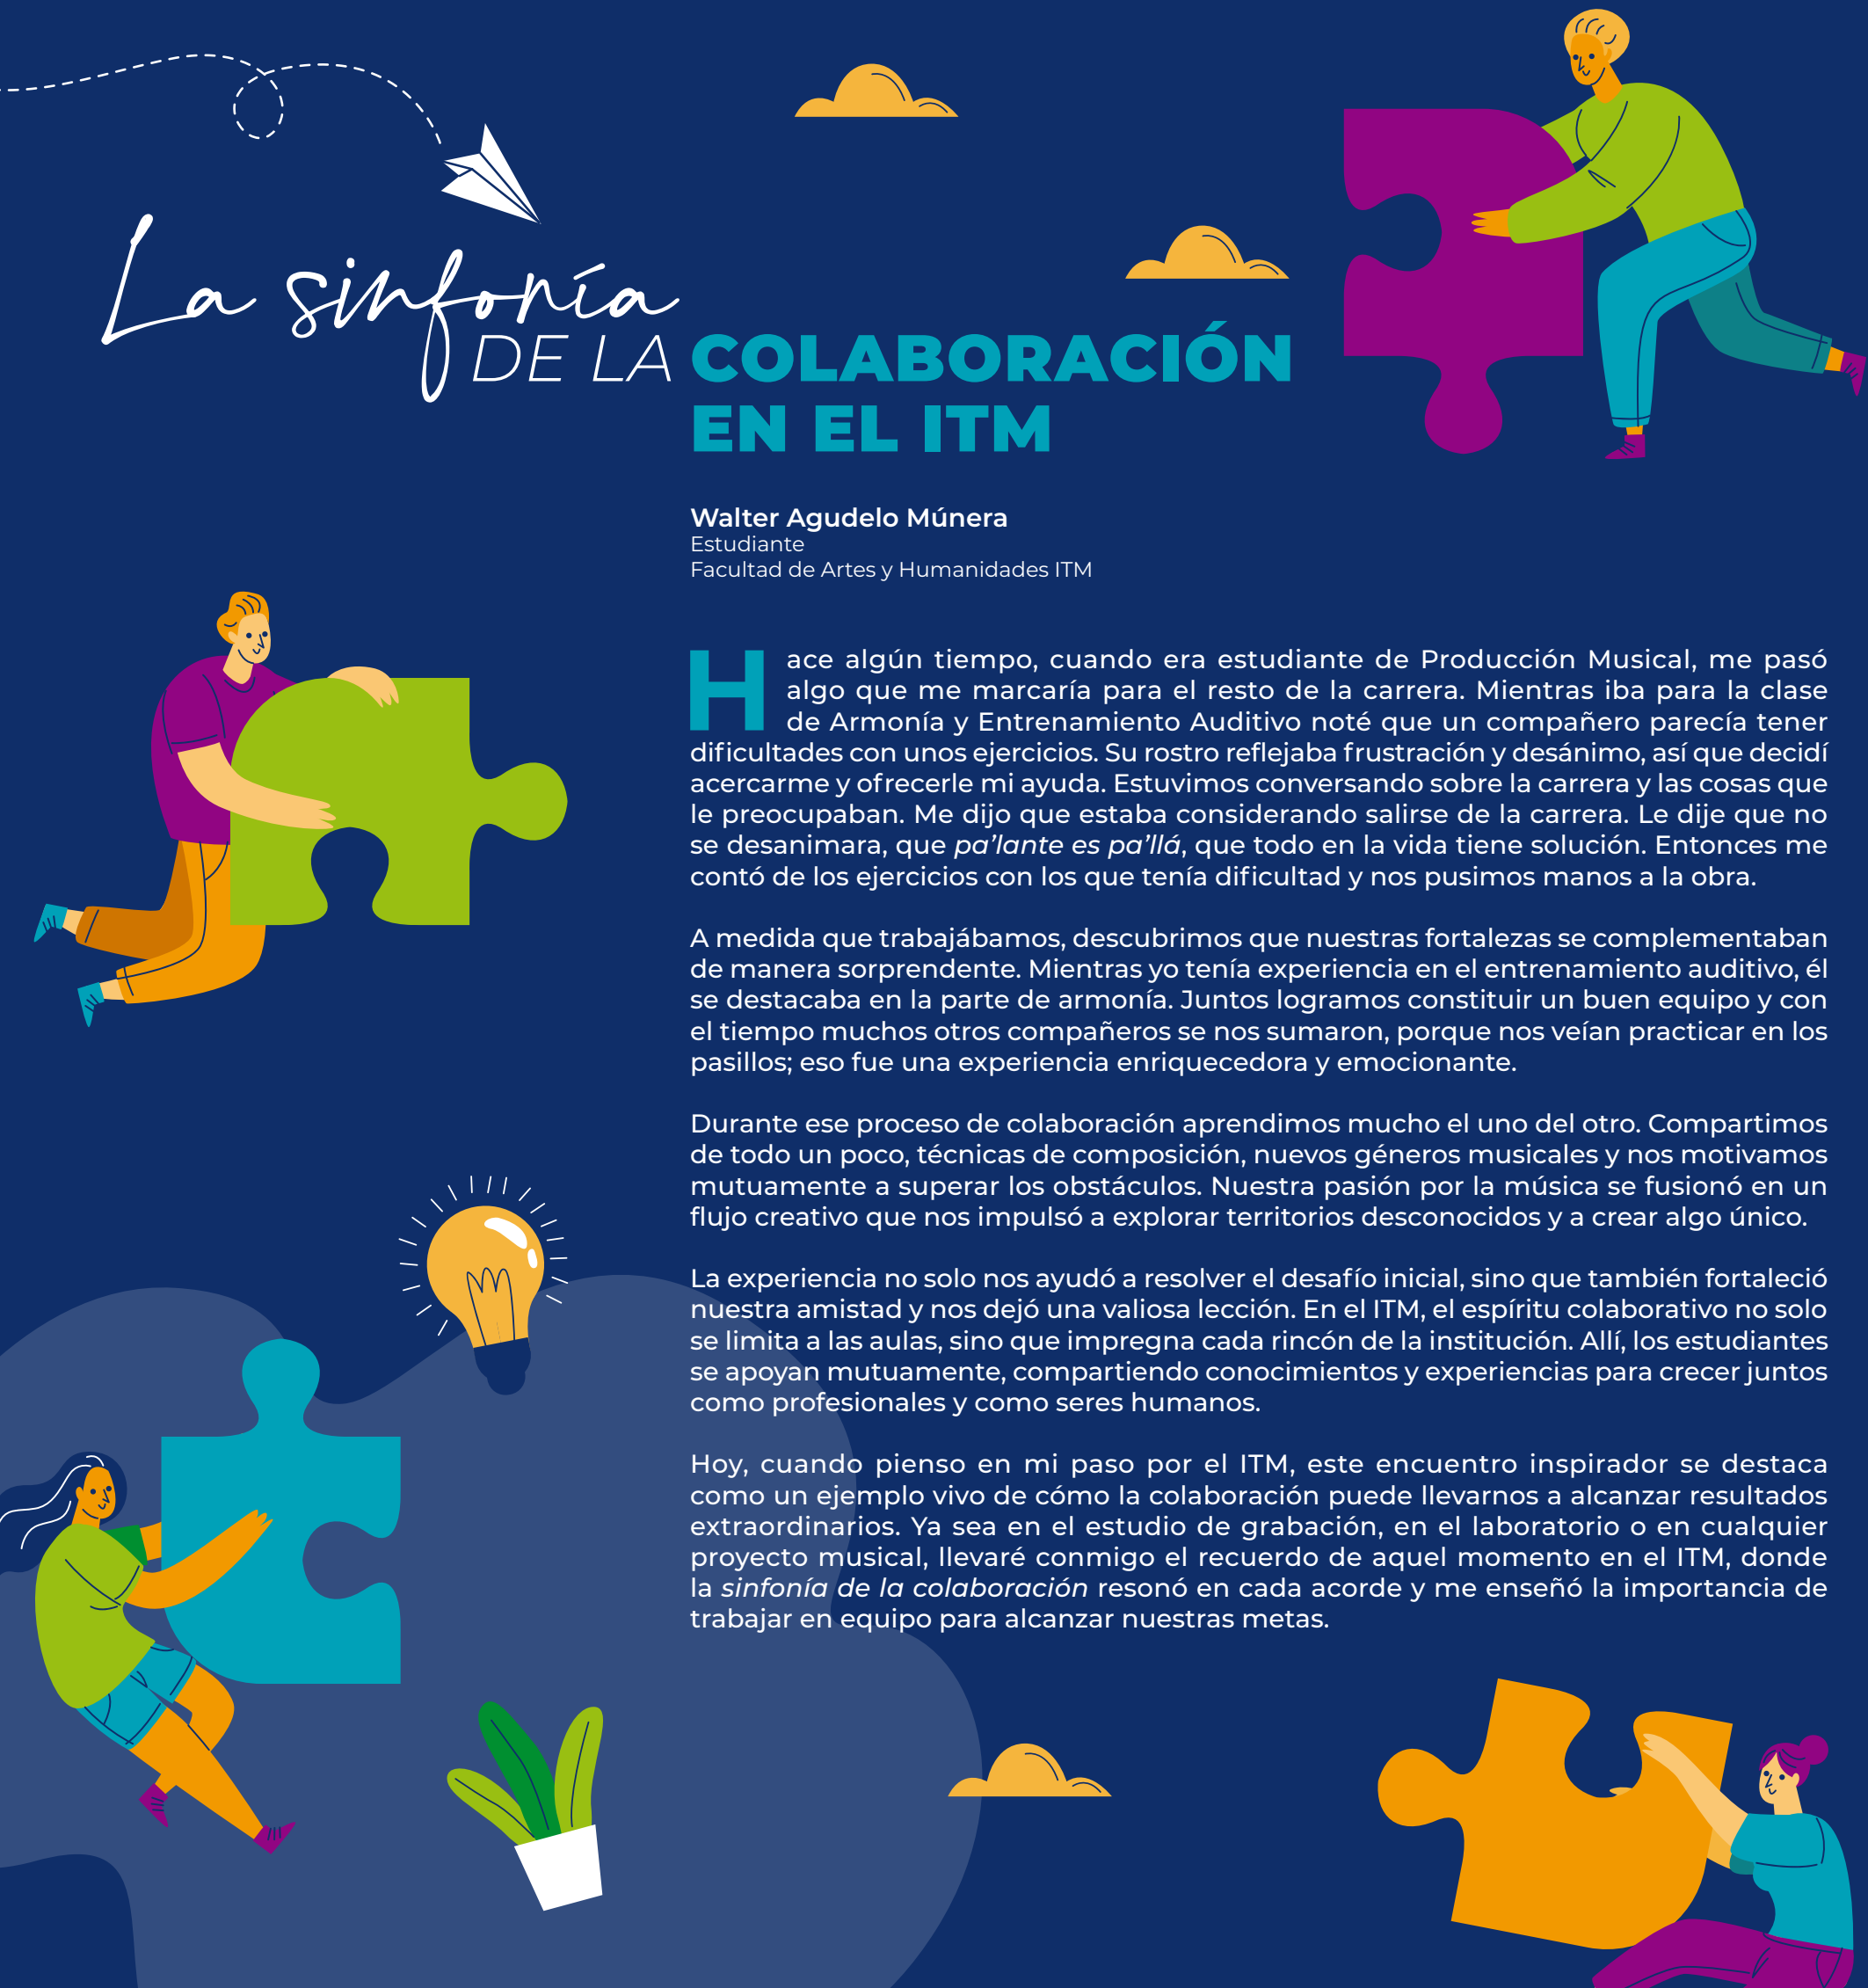 La sinfonía
DE LA COLABORACIÓN
EN EL ITM
Walter Agudelo Múnera
Estudiante
Facultad de Artes y Humanidades ITM
Hace algún tiempo, cuando era estudiante de Producción Musical, me pasó
algo que me marcaría para el resto de la carrera. Mientras iba para la clase
de Armonía y Entrenamiento Auditivo noté que un compañero parecía tener
dificultades con unos ejercicios. Su rostro reflejaba frustración y desánimo, así que decidí
acercarme y ofrecerle mi ayuda. Estuvimos conversando sobre la carrera y las cosas que
le preocupaban. Me dijo que estaba considerando salirse de la carrera. Le dije que no
se desanimara, que pa’lante es pa’llá, que todo en la vida tiene solución. Entonces me
contó de los ejercicios con los que tenía dificultad y nos pusimos manos a la obra.
A medida que trabajábamos, descubrimos que nuestras fortalezas se complementaban
de manera sorprendente. Mientras yo tenía experiencia en el entrenamiento auditivo, él
se destacaba en la parte de armonía. Juntos logramos constituir un buen equipo y con
el tiempo muchos otros compañeros se nos sumaron, porque nos veían practicar en los
pasillos; eso fue una experiencia enriquecedora y emocionante.
Durante ese proceso de colaboración aprendimos mucho el uno del otro. Compartimos
de todo un poco, técnicas de composición, nuevos géneros musicales y nos motivamos
mutuamente a superar los obstáculos. Nuestra pasión por la música se fusionó en un
flujo creativo que nos impulsó a explorar territorios desconocidos y a crear algo único.
La experiencia no solo nos ayudó a resolver el desafío inicial, sino que también fortaleció
nuestra amistad y nos dejó una valiosa lección. En el ITM, el espíritu colaborativo no solo
se limita a las aulas, sino que impregna cada rincón de la institución. Allí, los estudiantes
se apoyan mutuamente, compartiendo conocimientos y experiencias para crecer juntos
como profesionales y como seres humanos.
Hoy, cuando pienso en mi paso por el ITM, este encuentro inspirador se destaca
como un ejemplo vivo de cómo la colaboración puede llevarnos a alcanzar resultados
extraordinarios. Ya sea en el estudio de grabación, en el laboratorio o en cualquier
proyecto musical, llevaré conmigo el recuerdo de aquel momento en el ITM, donde
la sinfonía de la colaboración resonó en cada acorde y me enseñó la importancia de
trabajar en equipo para alcanzar nuestras metas.